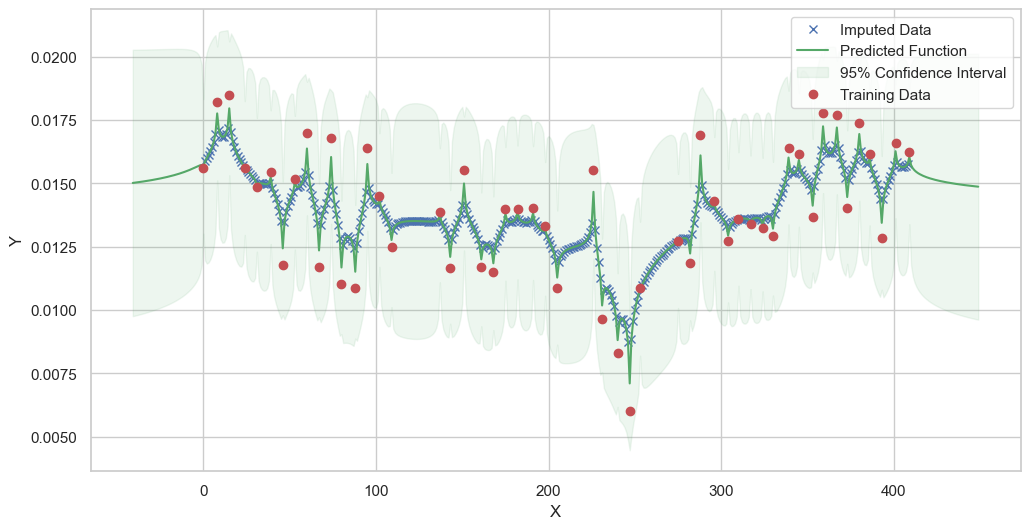 Imputed Data
Predicted Function
95% Confidence Interval
Training Data
0.0200
0.0175
0.0150
0.0125
0.0100
0.0075
0.0050
Y
0 100 200 300 400
X